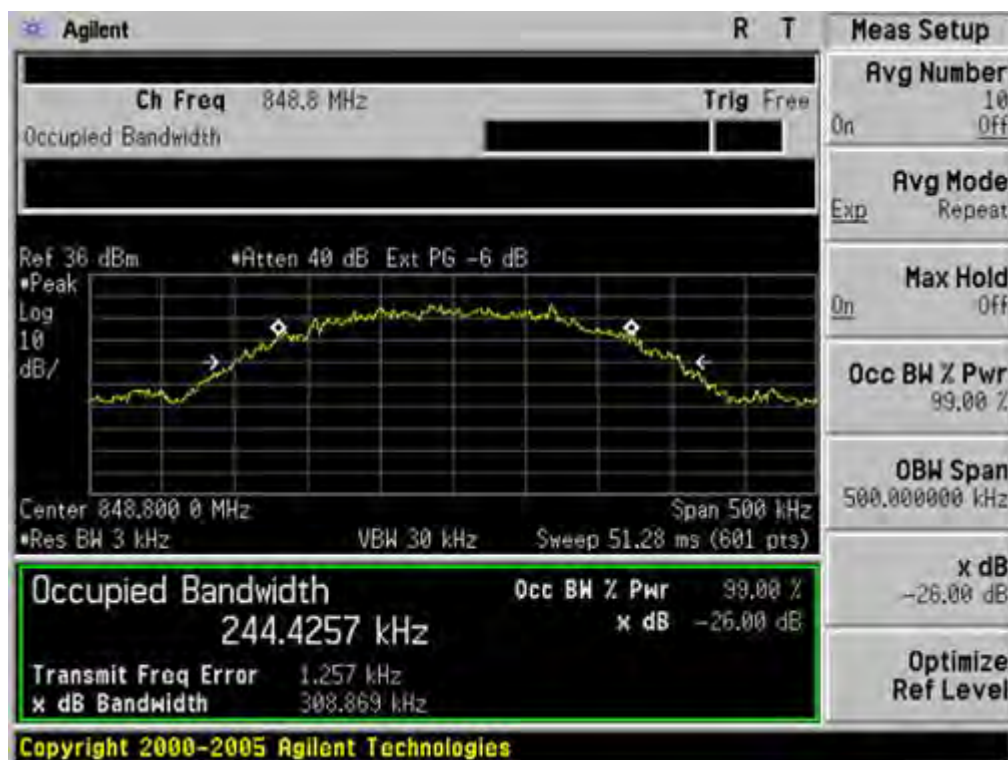 Agilent R T
Meas Setup
Ch Freq 848.8 MHz Trig Free
Occupied Bandwidth
Avg Number
10
On Off
Avg Mode
Exp Repeat
Max Hold
On Off
Occ BW % Pwr
99.00 %
OBW Span
500.000000 kHz
x dB
-26.00 dB
Optimize
Ref Level
Ref 36 dBm •Atten 40 dB Ext PG -6 dB
•Peak
Log
10
dB/
Center 848.800 0 MHz Span 500 kHz
•Res BW 3 kHz VBW 30 kHz Sweep 51.28 ms (601 pts)
Occupied Bandwidth Occ BW % Pwr 99.00 %
244.4257 kHz x dB -26.00 dB
Transmit Freq Error 1.257 kHz
x dB Bandwidth 308.869 kHz
Copyright 2000-2005 Agilent Technologies